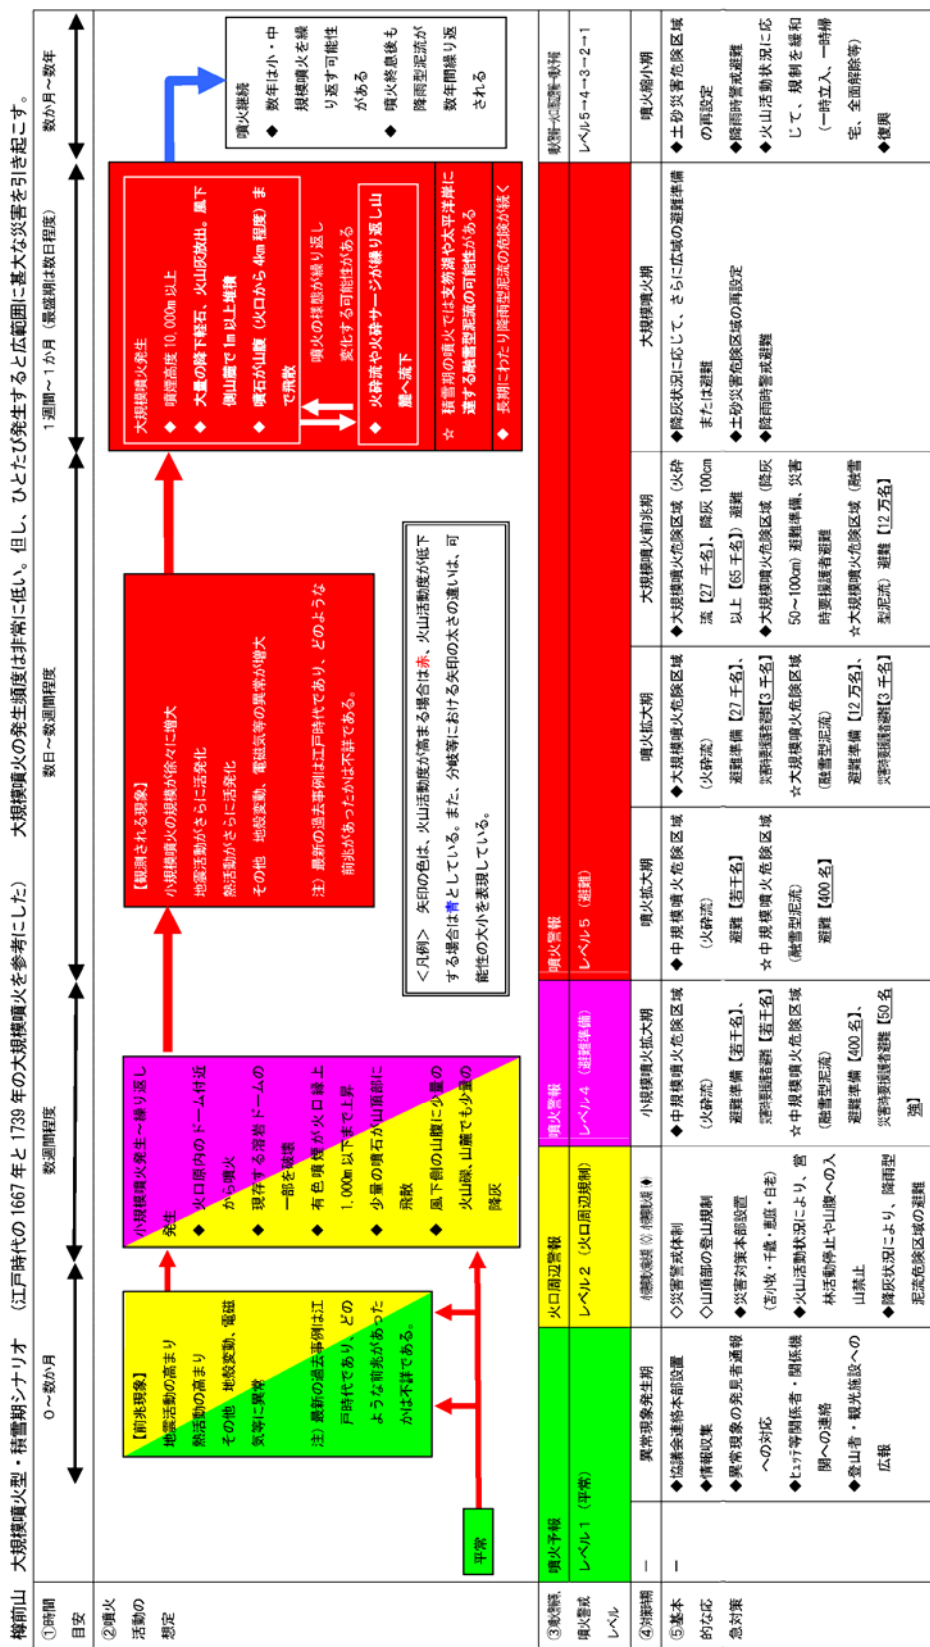 樽前山　大規模噴火型・積雪期シナリオ　（江戸時代の1667年と1739年の大規模噴火を参考にした）　大規模噴火の発生頻度は非常に低い。但し、ひとたび発生すると広範囲に甚大な災害を引き起こす。
①時間
目安
0～数か月
数週間程度
数日～数週間程度
1週間～1か月（最盛期は数日程度）
数か月～数年
②噴火
活動の
想定
平常
【前兆現象】
地震活動の高まり
熱活動の高まり
その他　地殻変動、電磁
気等に異常
注）最新の過去事例は江
戸時代であり、どの
ような前兆があった
かは不詳である。
小規模噴火発生～繰り返し
発生
◆ 火口原内のドーム付近
から噴火
◆ 現存する溶岩ドームの
一部を破壊
◆ 有色噴煙が火口縁上
1,000m以下まで上昇
◆ 少量の噴石が山頂部に
飛散
◆ 風下側の山腹に少量の
火山礫、山麓でも少量の
降灰
【観測される現象】
小規模噴火の規模が徐々に増大
地震活動がさらに活発化
熱活動がさらに活発化
その他　地殻変動、電磁気等の異常が増大
注）最新の過去事例は江戸時代であり、どのような
前兆があったかは不詳である。
＜凡例＞　矢印の色は、火山活動度が高まる場合は赤、火山活動度が低下
する場合は青としている。また、分岐等における矢印の太さの違いは、可
能性の大小を表現している。
大規模噴火発生
◆ 噴煙高度10,000m以上
◆ 大量の降下軽石、火山灰放出。風下
側山麓で1m以上堆積
◆ 噴石が山腹（火口から4km程度）ま
で飛散
噴火の様態が繰り返し
変化する可能性がある
◆ 火砕流や火砕サージが繰り返し山
麓へ流下
☆ 積雪期の噴火では支笏湖や太平洋岸に
達する融雪型泥流の可能性がある
◆ 長期にわたり降雨型泥流の危険が続く
噴火継続
◆ 数年は小・中
規模噴火を繰
り返す可能性
がある
◆ 噴火終息後も
降雨型泥流が
数年間繰り返
される
噴火警戒
レベル
噴火予報
レベル1（平常）
火口周辺警報
レベル2（火口周辺規制）
噴火警報
レベル4（避難準備）
噴火警報
レベル5（避難）
レベル5→4→3→2→1
④対策時期
－
異常現象発生期
小規模噴火拡大期
噴火拡大期
噴火拡大期
大規模噴火前兆期
大規模噴火期
噴火縮小期
⑤基本
的な応
急対策
－
◆協議会連絡本部設置
◆情報収集
◆異常現象の発見者通報
への対応
◆ﾋｭｯﾃ等関係者・関係機
関への連絡
◆登山者・観光施設への
広報
◇災害警戒体制
◇山頂部の登山規制
◆災害対策本部設置
（苫小牧・千歳・恵庭・白老）
◆火山活動状況により、営
林活動停止や山腹への入
山禁止
◆降灰状況により、降雨型
泥流危険区域の避難
◆中規模噴火危険区域
（火砕流）
避難準備【若干名】、
災害時要援護者避難【若干名】
☆中規模噴火危険区域
（融雪型泥流）
避難準備【400名】、
災害時要援護者避難【50名
強】
◆中規模噴火危険区域
（火砕流）
避難【若干名】
☆中規模噴火危険区域
（融雪型泥流）
避難【400名】
◆大規模噴火危険区域
（火砕流）
避難準備【27千名】、
災害時要援護者避難【3千名】
☆大規模噴火危険区域
（融雪型泥流）
避難準備【12万名】、
災害時要援護者避難【3千名】
◆大規模噴火危険区域（火砕
流【27千名】、降灰100cm
以上【65千名】）避難
◆大規模噴火危険区域（降灰
50～100cm）避難準備、災害
時要援護者避難
☆大規模噴火危険区域（融雪
型泥流）避難【12万名】
◆降灰状況に応じて、さらに広域の避難準備
または避難
◆土砂災害危険区域の再設定
◆降雨時警戒避難
◆土砂災害危険区域
の再設定
◆降雨時警戒避難
◆火山活動状況に応
じて、規制を緩和
（一時立入、一時帰
宅、全面解除等）
◆復興